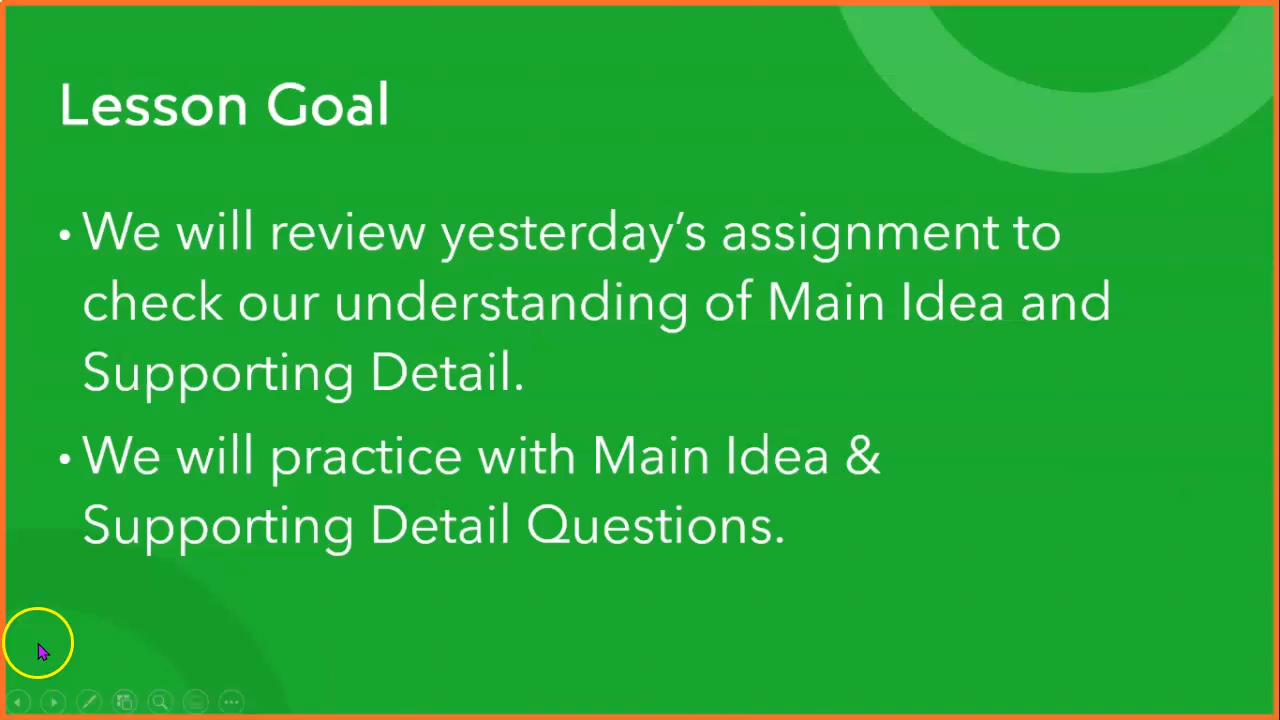 Lesson Goal
• We will review yesterday’s assignment to
check our understanding of Main Idea and
Supporting Detail.
• We will practice with Main Idea &
Supporting Detail Questions.